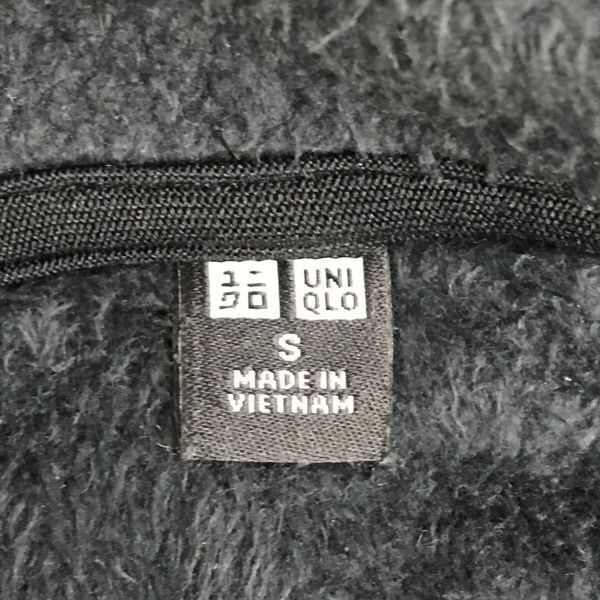 ユニ UNI
クロ QLO
S
MADE IN
VIETNAM